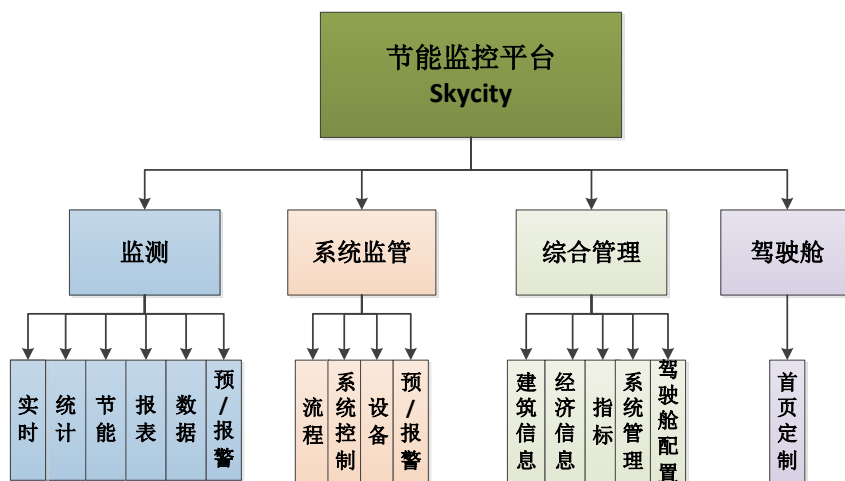 节能监控平台
Skycity
监测
系统监管
综合管理
驾驶舱
实时
统计
节能
报表
数据
预/报警
流程
系统控制
设备
预/报警
建筑信息
经济信息
指标
系统管理
驾驶舱配置
首页定制